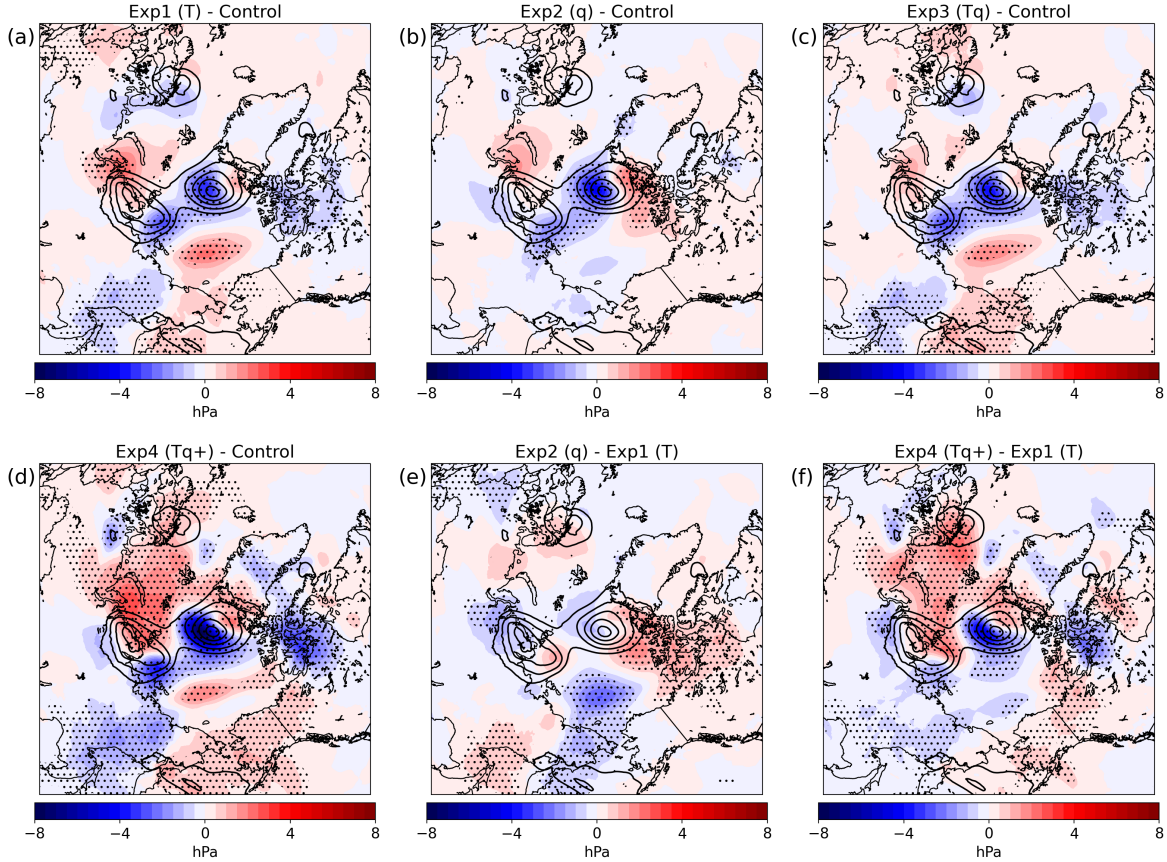 Exp1 (T) - Control
Exp2 (q) - Control
Exp3 (Tq) - Control
(a)
(b)
(c)
−8 −4 0 4 8
−8 −4 0 4 8
−8 −4 0 4 8
hPa
hPa
hPa
Exp4 (Tq+) - Control
Exp2 (q) - Exp1 (T)
Exp4 (Tq+) - Exp1 (T)
(d)
(e)
(f)
−8 −4 0 4 8
−8 −4 0 4 8
−8 −4 0 4 8
hPa
hPa
hPa